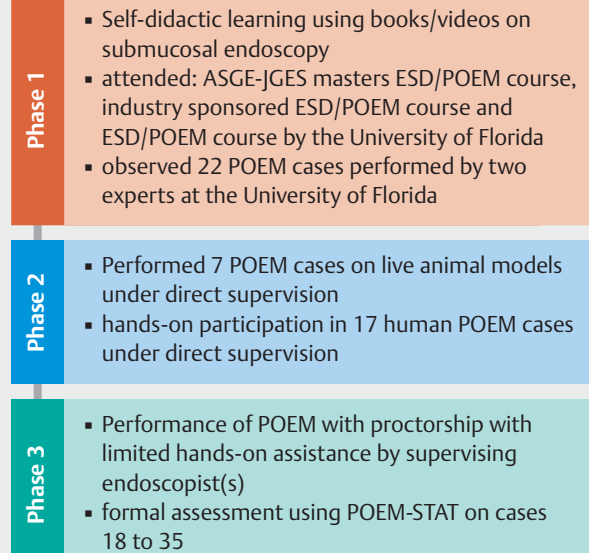 Phase 1
▪ Self-didactic learning using books/videos on
submucosal endoscopy
▪ attended: ASGE-JGES masters ESD/POEM course,
industry sponsored ESD/POEM course and
ESD/POEM course by the University of Florida
▪ observed 22 POEM cases performed by two
experts at the University of Florida
Phase 2
▪ Performed 7 POEM cases on live animal models
under direct supervision
▪ hands-on participation in 17 human POEM cases
under direct supervision
Phase 3
▪ Performance of POEM with proctorship with
limited hands-on assistance by supervising
endoscopist(s)
▪ formal assessment using POEM-STAT on cases
18 to 35